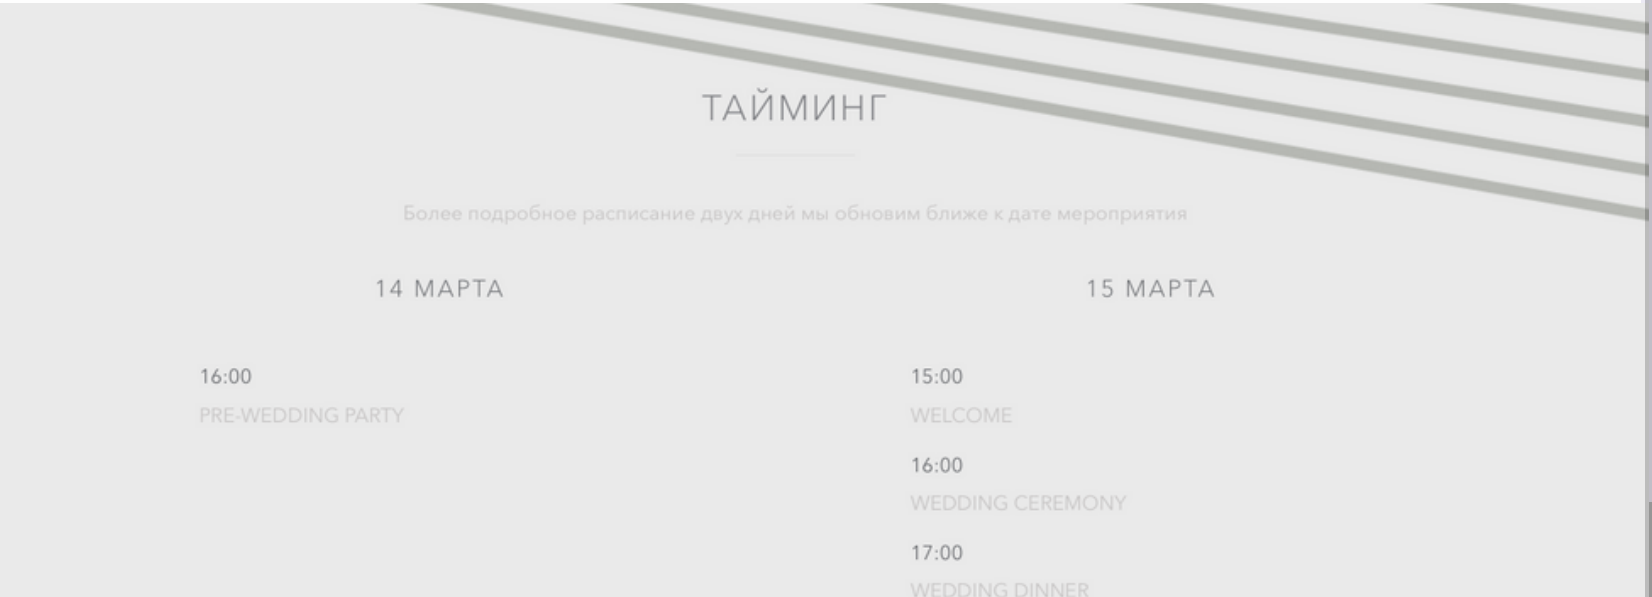 ТАЙМИНГ
Более подробное расписание двух дней мы обновим ближе к дате мероприятия
14 МАРТА
16:00
PRE-WEDDING PARTY
15 МАРТА
15:00
WELCOME
16:00
WEDDING CEREMONY
17:00
WEDDING DINNER